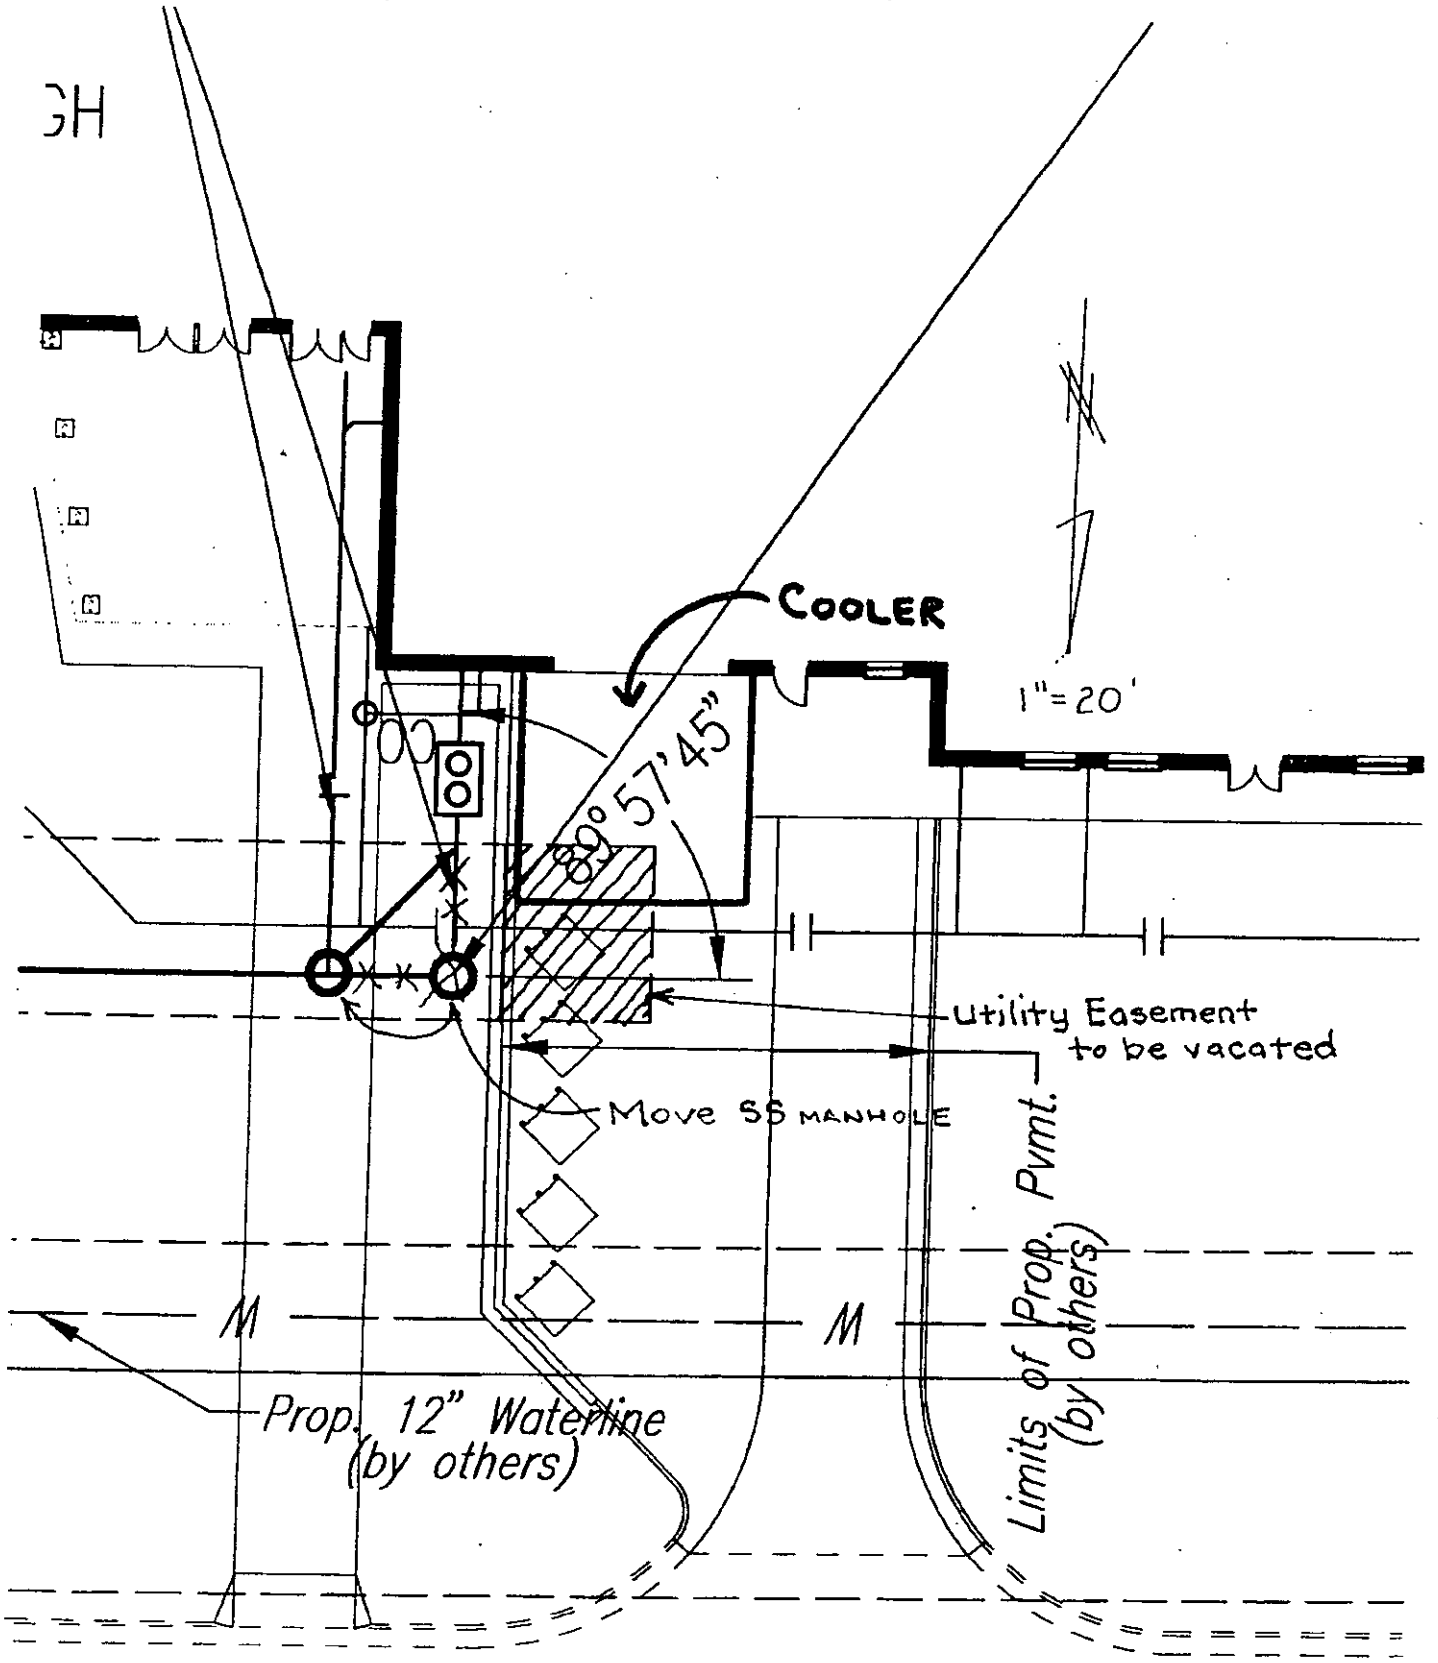 GH
COOLER
1"=20'
89° 57' 45"
CO
Utility Easement
to be vacated
Move SS MANHOLE
Limits of Prop. Pvmt.
(by others)
W
W
Prop. 12" Waterline
(by others)